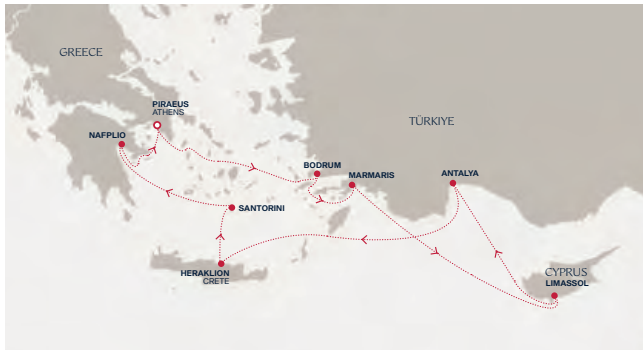 GREECE
PIRAEUS
ATHENS
NAFPLIO
TÜRKIYE
BODRUM
MARMARIS
ANTALYA
SANTORINI
HERAKLION
CRETE
CYPRUS
LIMASSOL